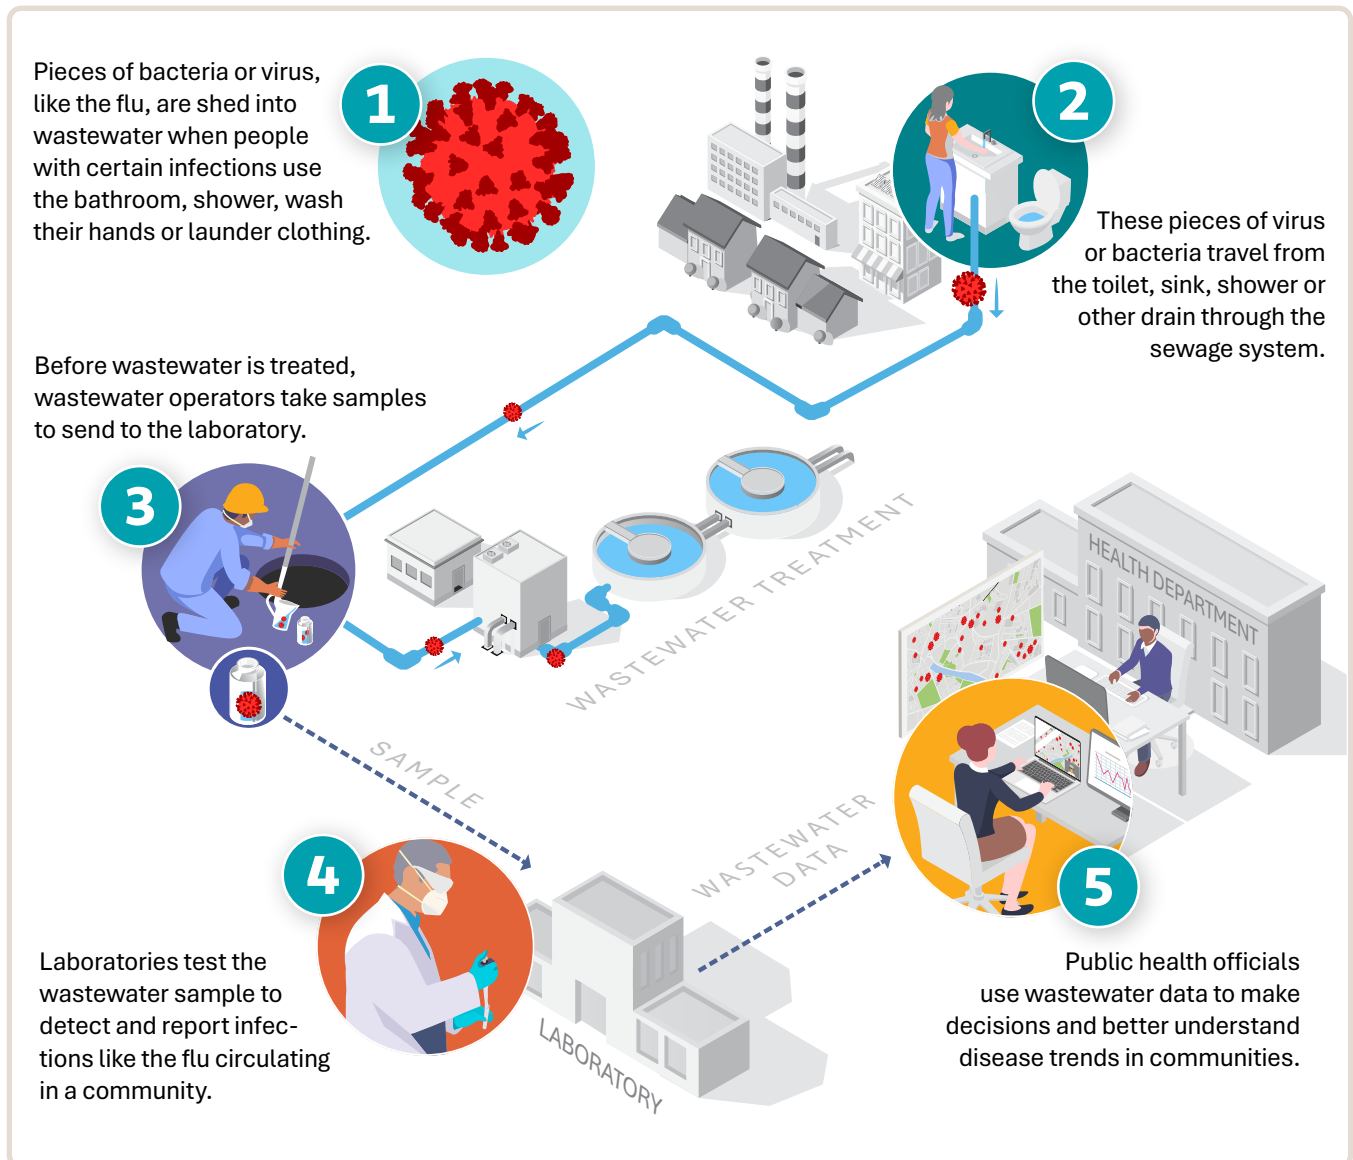 1
Pieces of bacteria or virus,
like the flu, are shed into
wastewater when people
with certain infections use
the bathroom, shower, wash
their hands or launder clothing.
2
These pieces of virus
or bacteria travel from
the toilet, sink, shower or
other drain through the
sewage system.
Before wastewater is treated,
wastewater operators take samples
to send to the laboratory.
3
WASTEWATER TREATMENT
HEALTH DEPARTMENT
SAMPLE
WASTEWATER
DATA
4
Laboratories test the
wastewater sample to
detect and report infec-
tions like the flu circulating
in a community.
LABORATORY
5
Public health officials
use wastewater data to make
decisions and better understand
disease trends in communities.